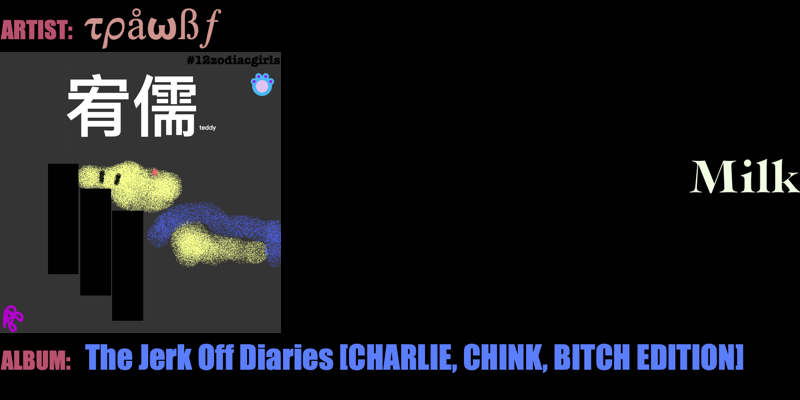 ARTIST: τρåωßƒ
#12zodiacgirls
宥儒
teddy
Milk
ALBUM: The Jerk Off Diaries [CHARLIE, CHINK, BITCH EDITION]